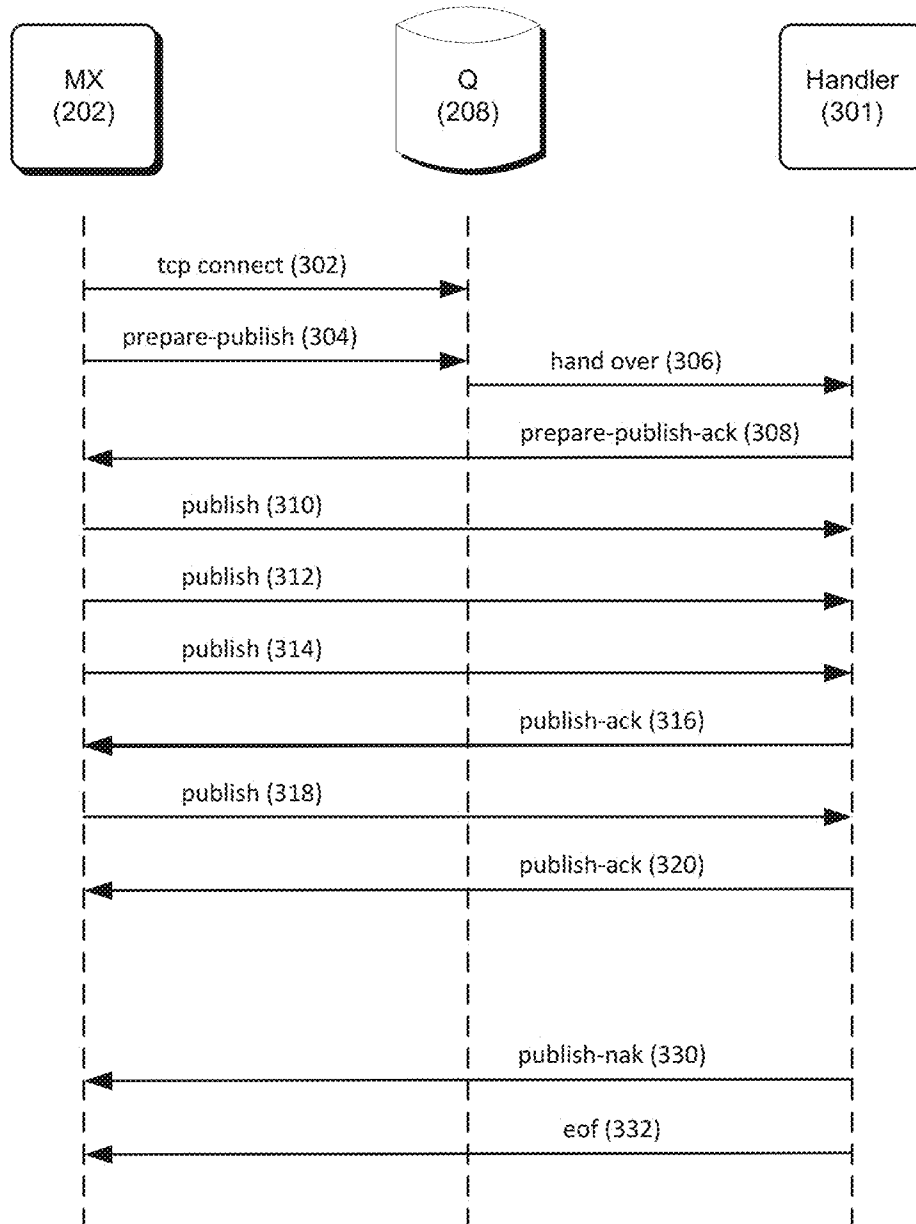 MX
(202)
Q
(208)
Handler
(301)
tcp connect (302)
prepare-publish (304)
hand over (306)
prepare-publish-ack (308)
publish (310)
publish (312)
publish (314)
publish-ack (316)
publish (318)
publish-ack (320)
publish-nak (330)
eof (332)